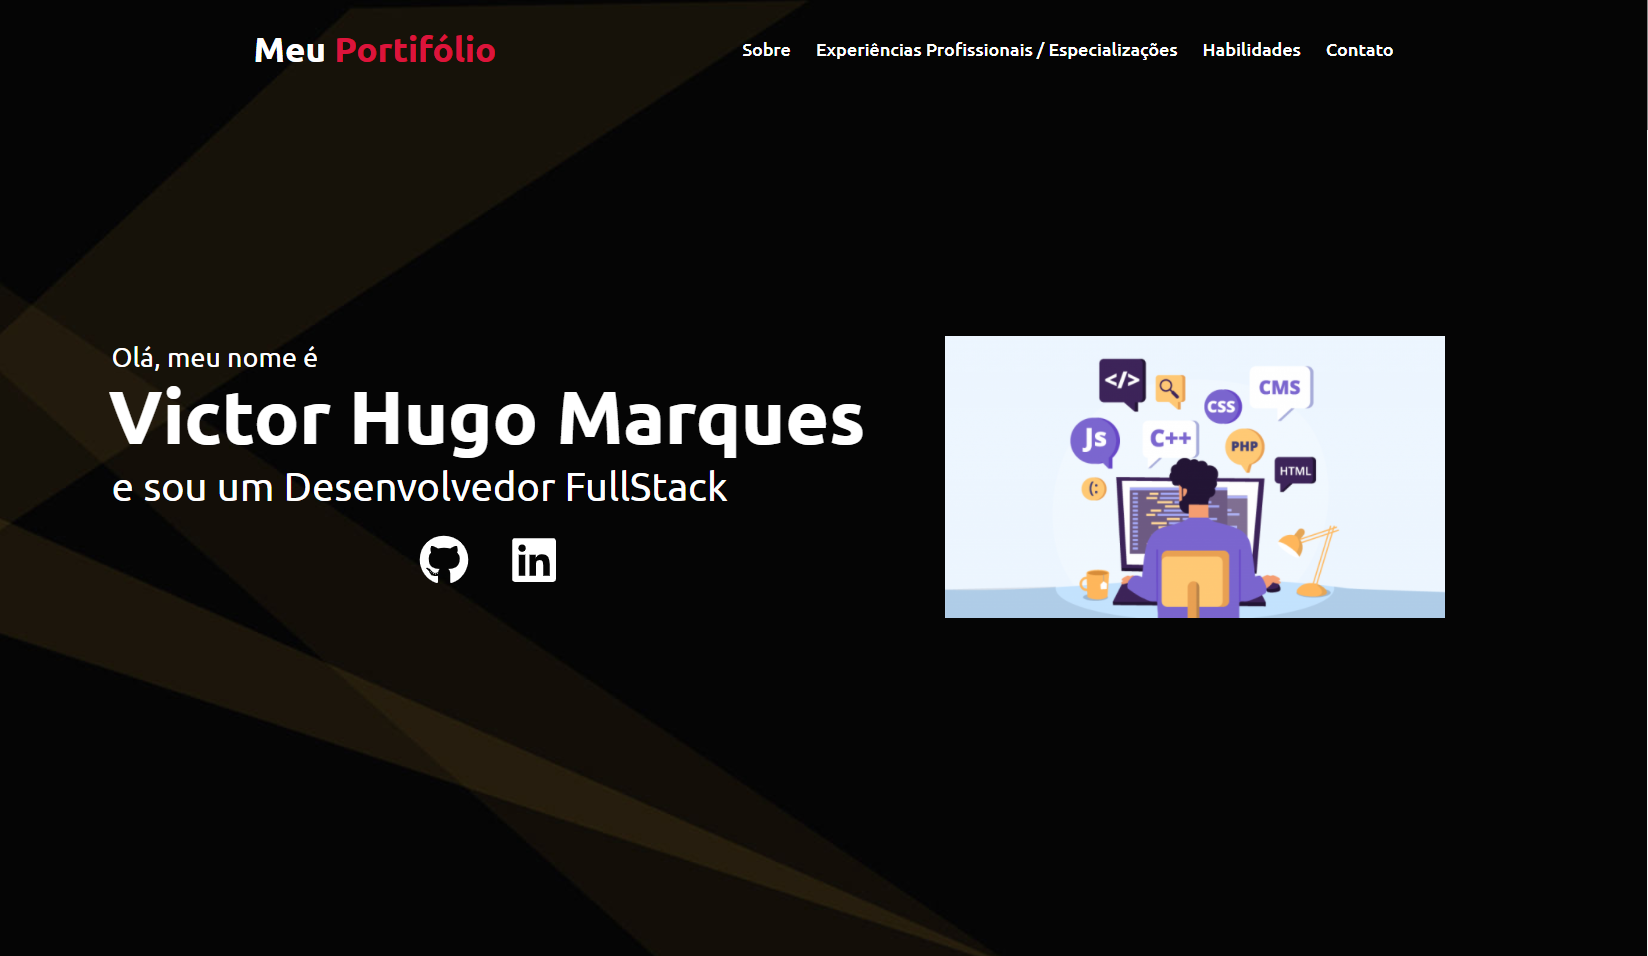 Meu Portifólio
Sobre Experiências Profissionais / Especializações Habilidades Contato
Olá, meu nome é
Victor Hugo Marques
e sou um Desenvolvedor FullStack
in
</>
CMS
CSS
Js
C++
PHP
HTML
(: